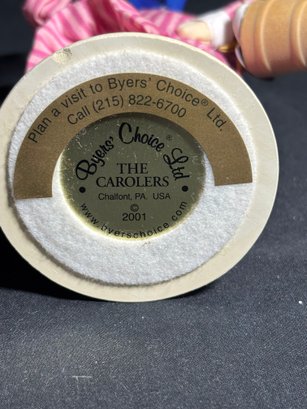 Plan a visit to Byers' Choice® Ltd.
Call (215) 822-6700
Byers' Choice Ltd®
THE
CAROLERS
Chalfont, PA. USA
©
2001
www.byerschoice.com